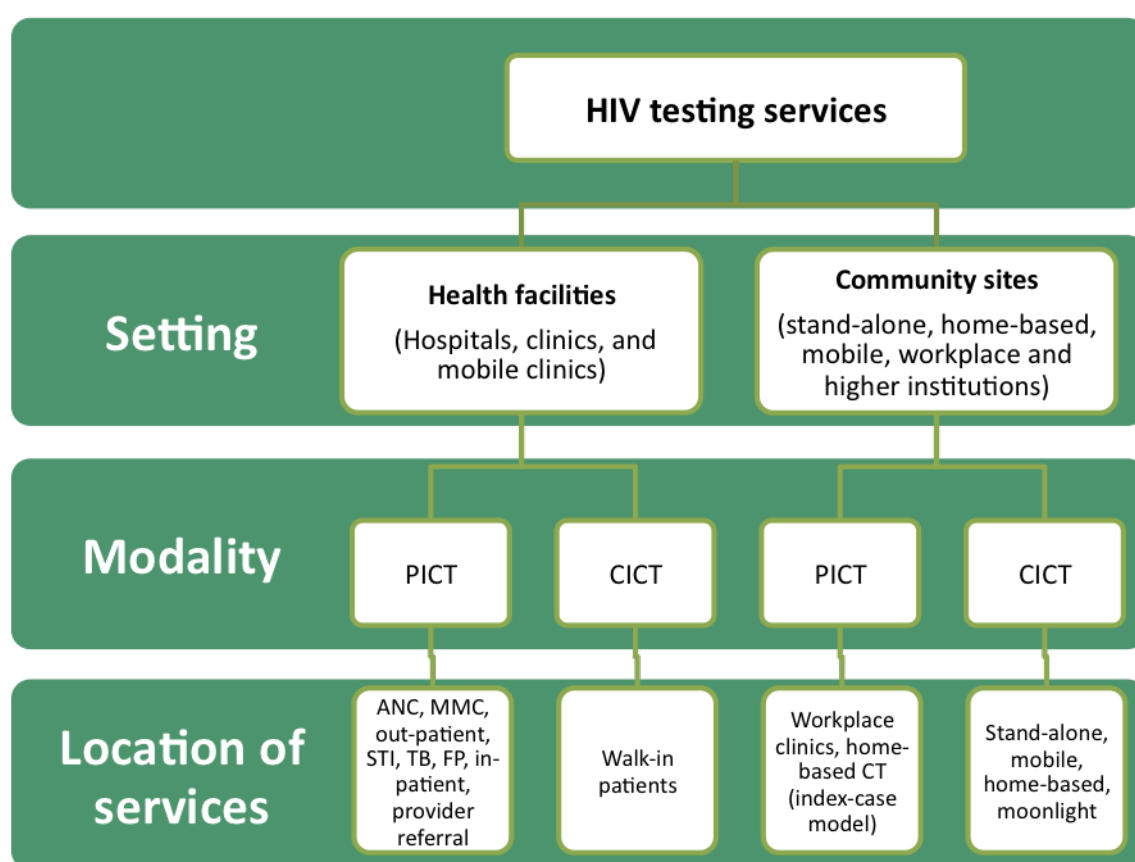 HIV testing services
Setting
Health facilities
(Hospitals, clinics, and
mobile clinics)
Community sites
(stand-alone, home-based,
mobile, workplace and
higher institutions)
Modality
PICT
CICT
PICT
CICT
Location of
services
ANC, MMC,
out-patient,
STI, TB, FP, in-
patient,
provider
referral
Walk-in
patients
Workplace
clinics, home-
based CT
(index-case
model)
Stand-alone,
mobile,
home-based,
moonlight